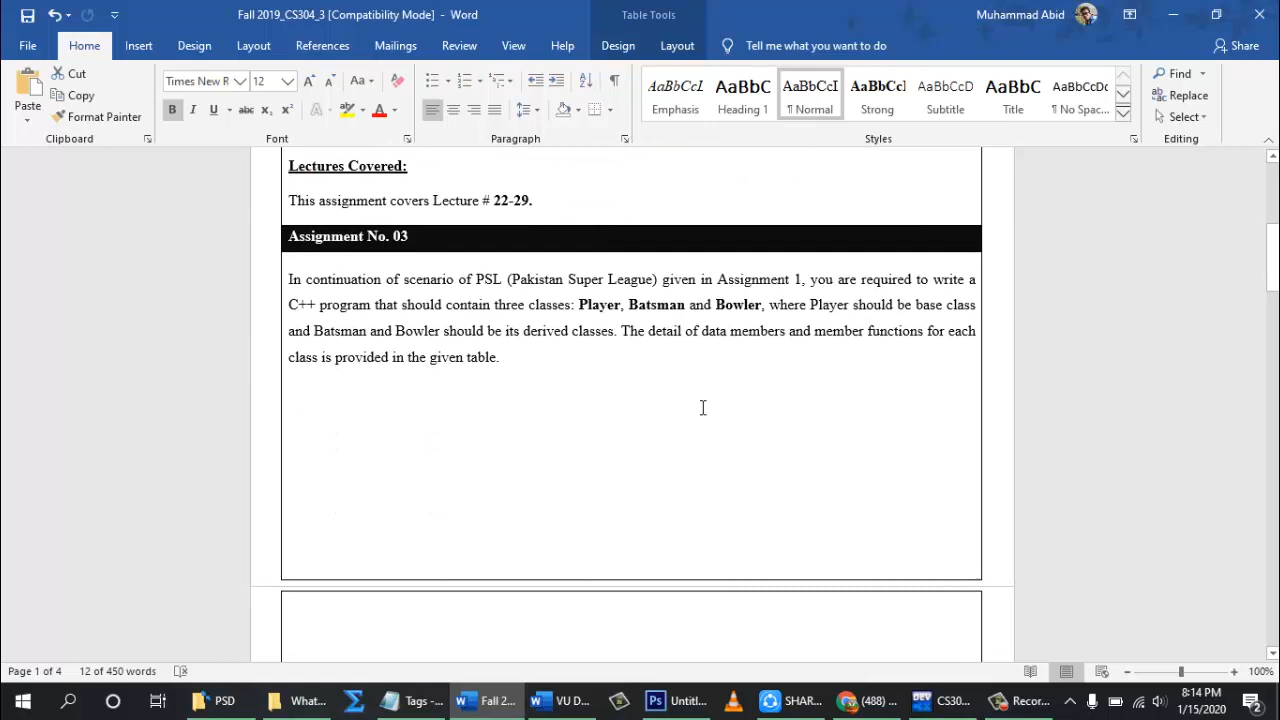 Fall 2019_CS304_3 [Compatibility Mode] - Word
Table Tools
Muhammad Abid
File Home Insert Design Layout References Mailings Review View Help Design Layout Tell me what you want to do Share
Paste
Cut
Copy
Format Painter
Clipboard
Times New R 12
B I U abc x₂ x²
Font
Paragraph
AaBbCcI AaBbC AaBbCcI AaBbCcl AaBbCcD AaBbC AaBbCcDc
Emphasis Heading 1 ¶ Normal Strong Subtitle Title ¶ No Spac...
Styles
Find
Replace
Select
Editing
Lectures Covered:
This assignment covers Lecture # 22-29.
Assignment No. 03
In continuation of scenario of PSL (Pakistan Super League) given in Assignment 1, you are required to write a
C++ program that should contain three classes: Player, Batsman and Bowler, where Player should be base class
and Batsman and Bowler should be its derived classes. The detail of data members and member functions for each
class is provided in the given table.
Page 1 of 4 12 of 450 words 100%
PSD What... Tags -... Fall 2... VU D... Untitl... SHAR... (488) ... CS30... Recor...
8:14 PM
1/15/2020